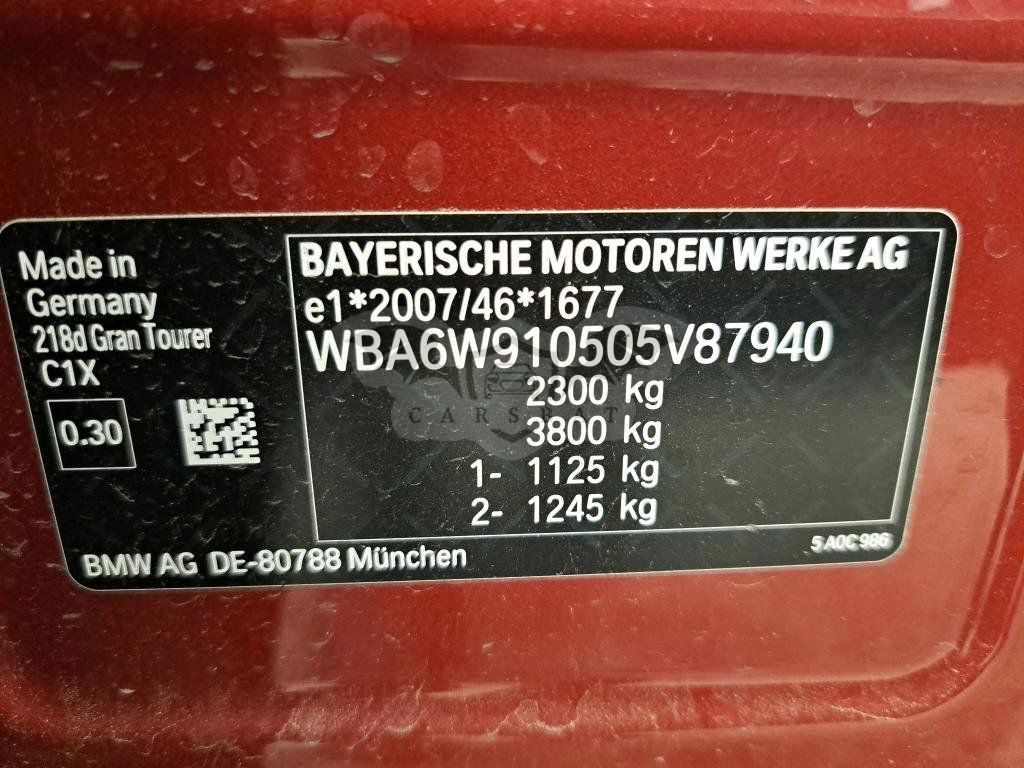 Made in
Germany
218d Gran Tourer
C1X
0.30
BAYERISCHE MOTOREN WERKE AG
e1*2007/46*1677
WBA6W910505V87940
2300 kg
CARSBAT
3800 kg
1- 1125 kg
2- 1245 kg
BMW AG DE-80788 München
5 A0C 986